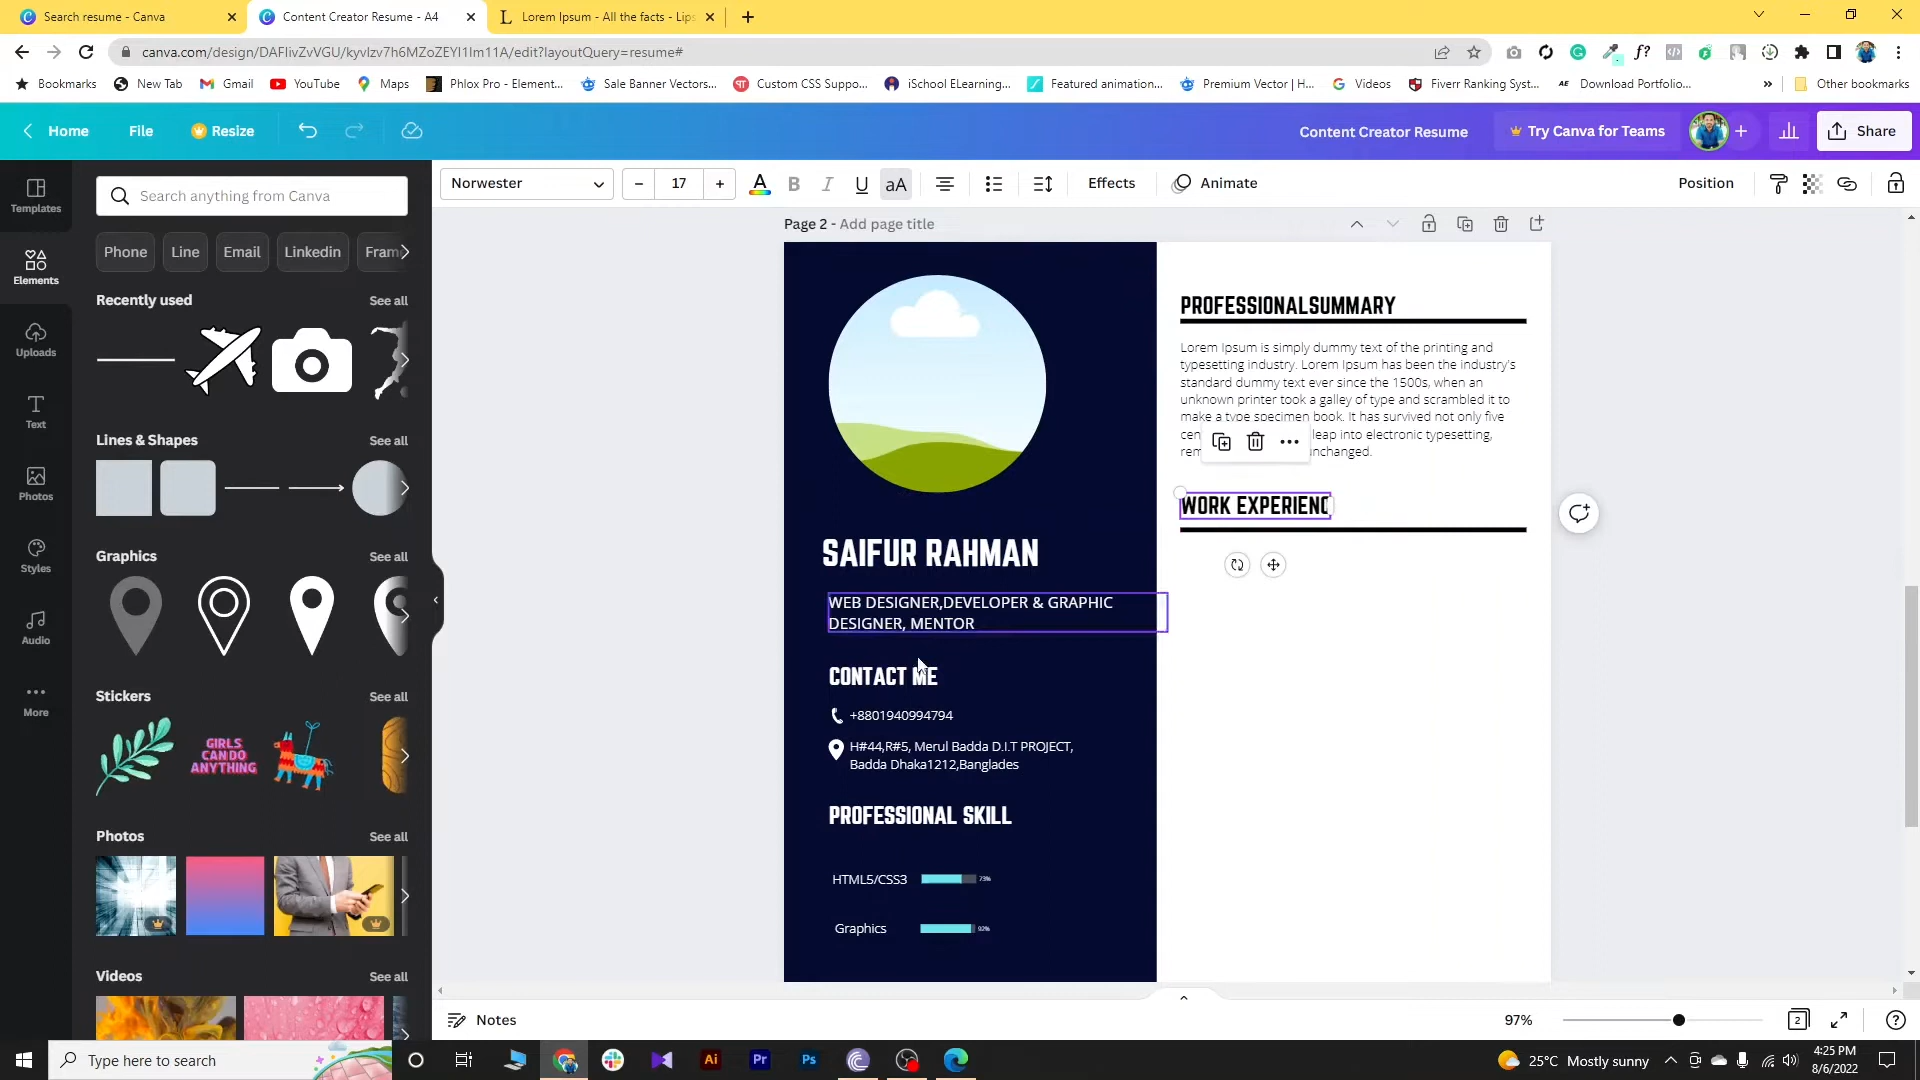 Search resume - Canva
Content Creator Resume - A4
Lorem Ipsum - All the facts - Lips
canva.com/design/DAFIivZvVGU/kyvIzv7h6MZoZEYI1Im11A/edit?layoutQuery=resume#
Bookmarks
New Tab
Gmail
YouTube
Maps
Phlox Pro - Element...
Sale Banner Vectors...
Custom CSS Suppo...
iSchool ELearning...
Featured animation...
Premium Vector | H...
Videos
Fiverr Ranking Syst...
Download Portfolio...
Other bookmarks
Home
File
Resize
Content Creator Resume
Try Canva for Teams
Share
Templates
Elements
Uploads
Text
Photos
Styles
Audio
More
Search anything from Canva
Phone
Line
Email
Linkedin
Fram
Recently used
See all
Lines & Shapes
See all
Graphics
See all
Stickers
See all
GIRLS
CAN DO
ANYTHING
Photos
See all
Videos
See all
Norwester
17
B
I
U
aA
Effects
Animate
Position
Page 2 - Add page title
SAIFUR RAHMAN
WEB DESIGNER,DEVELOPER & GRAPHIC
DESIGNER, MENTOR
CONTACT ME
+8801940994794
H#44,R#5, Merul Badda D.I.T PROJECT,
Badda Dhaka1212,Banglades
PROFESSIONAL SKILL
HTML5/CSS3
73%
Graphics
92%
PROFESSIONALSUMMARY
Lorem Ipsum is simply dummy text of the printing and
typesetting industry. Lorem Ipsum has been the industry's
standard dummy text ever since the 1500s, when an
unknown printer took a galley of type and scrambled it to
make a type specimen book. It has survived not only five
cen leap into electronic typesetting,
rem nchanged.
WORK EXPERIENC
Notes
97%
2
Type here to search
25°C Mostly sunny
4:25 PM
8/6/2022